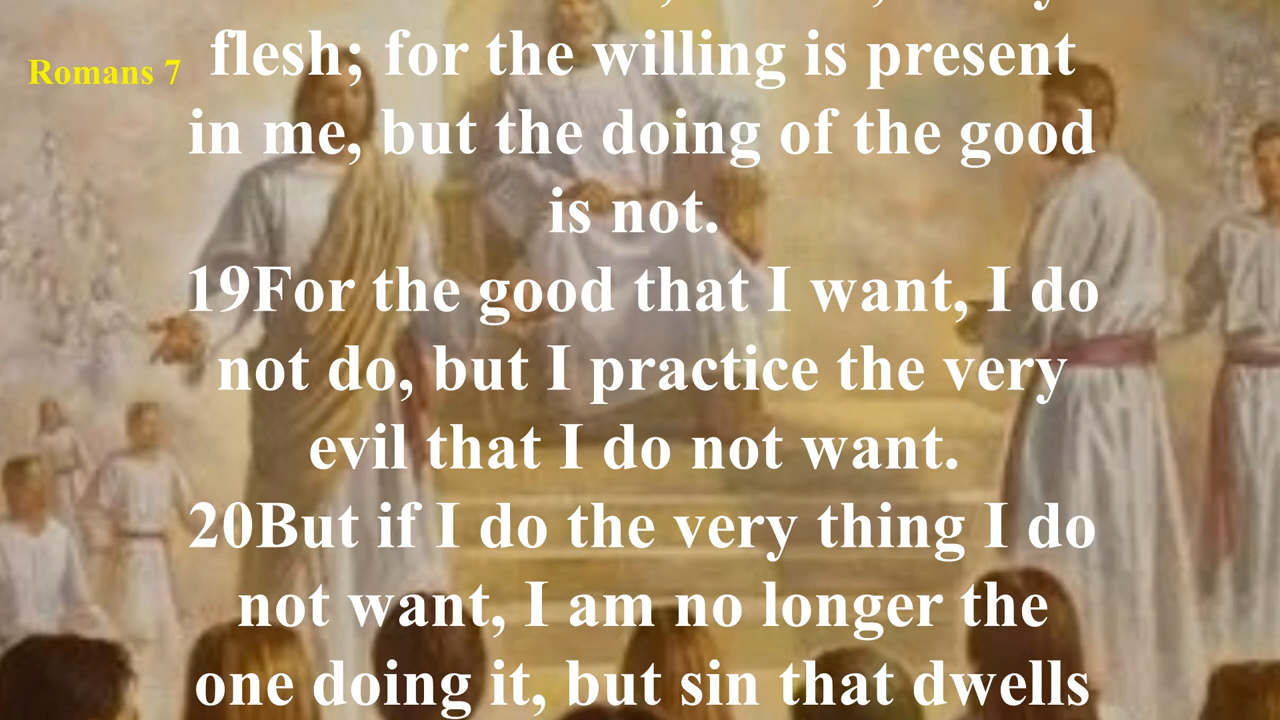 Romans 7
flesh; for the willing is present
in me, but the doing of the good
is not.
19For the good that I want, I do
not do, but I practice the very
evil that I do not want.
20But if I do the very thing I do
not want, I am no longer the
one doing it, but sin that dwells